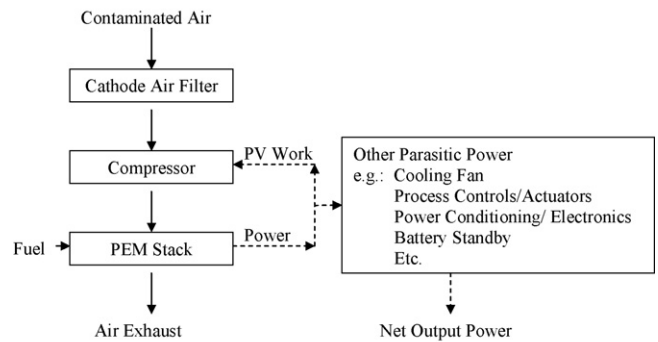 Contaminated Air
Cathode Air Filter
PV Work
Compressor
Fuel
PEM Stack
Power
Air Exhaust
Other Parasitic Power
e.g.: Cooling Fan
Process Controls/Actuators
Power Conditioning/ Electronics
Battery Standby
Etc.
Net Output Power